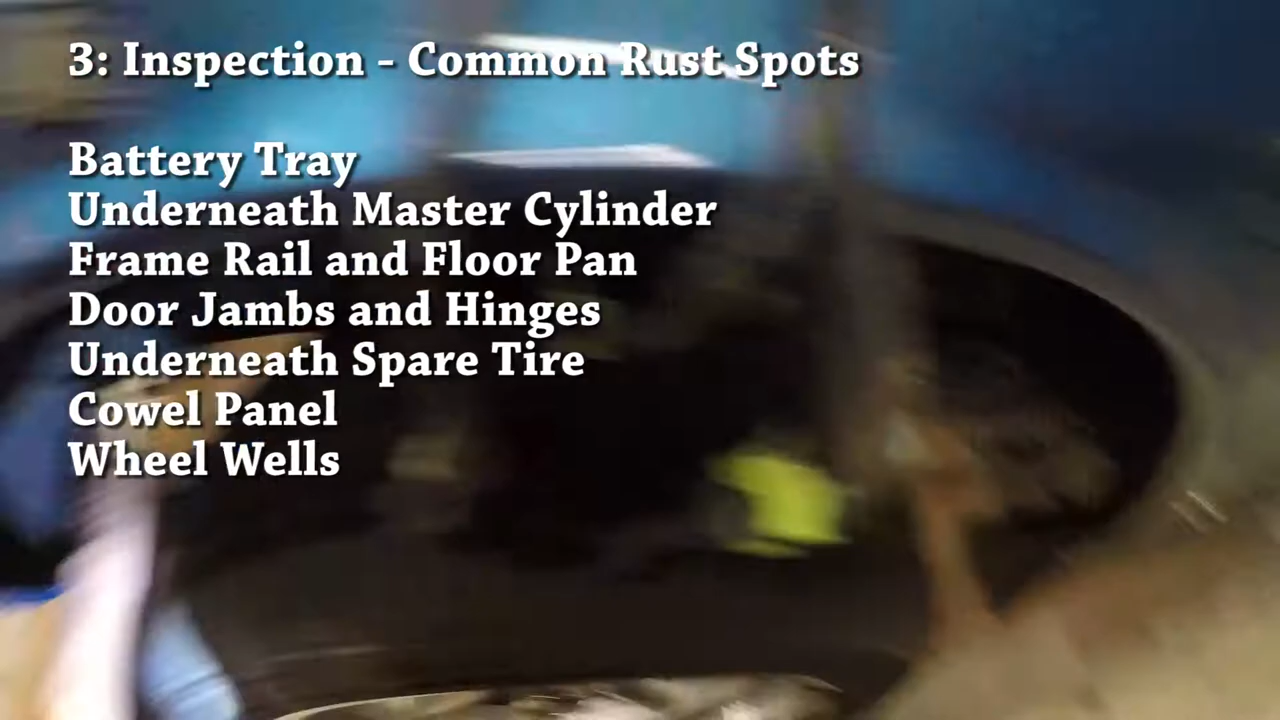 3: Inspection - Common Rust Spots
Battery Tray
Underneath Master Cylinder
Frame Rail and Floor Pan
Door Jambs and Hinges
Underneath Spare Tire
Cowel Panel
Wheel Wells